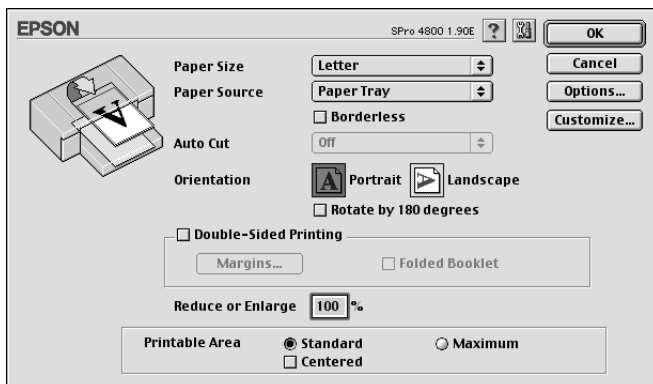 EPSON SPro 4800 1.90E ? OK
Paper Size Letter Cancel
Paper Source Paper Tray Options...
Borderless Customize...
Auto Cut Off
Orientation A Portrait A Landscape
Rotate by 180 degrees
Double-Sided Printing
Margins... Folded Booklet
Reduce or Enlarge 100 %
Printable Area Standard Maximum
Centered